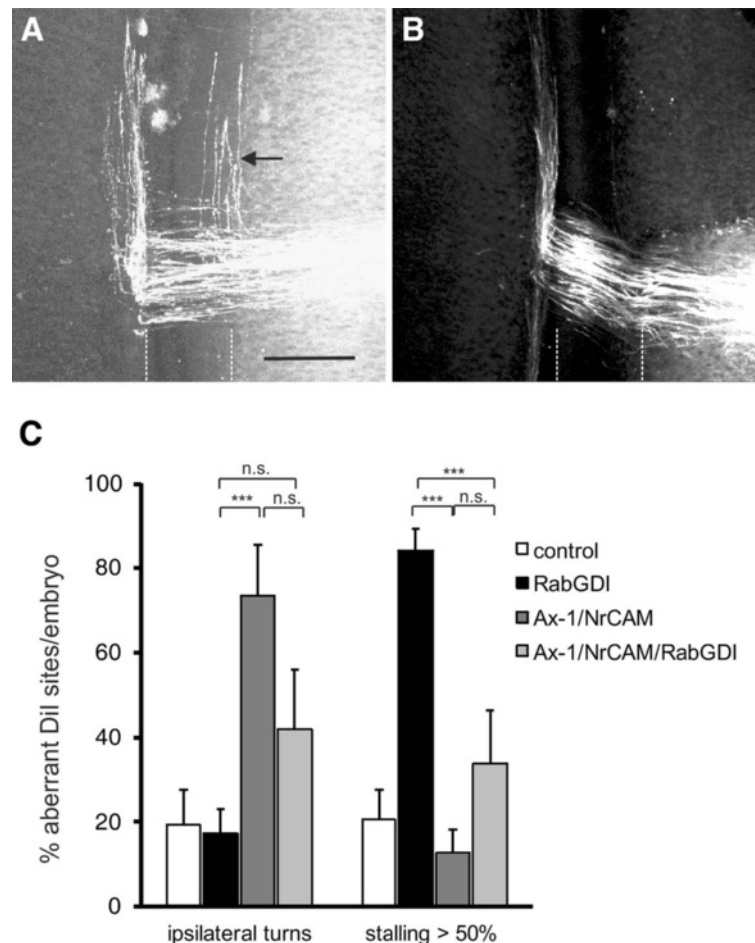 A
B
C
n.s.
***
n.s.
***
***
n.s.
100
80
60
40
20
0
% aberrant DiI sites/embryo
control
RabGDI
Ax-1/NrCAM
Ax-1/NrCAM/RabGDI
ipsilateral turns
stalling > 50%